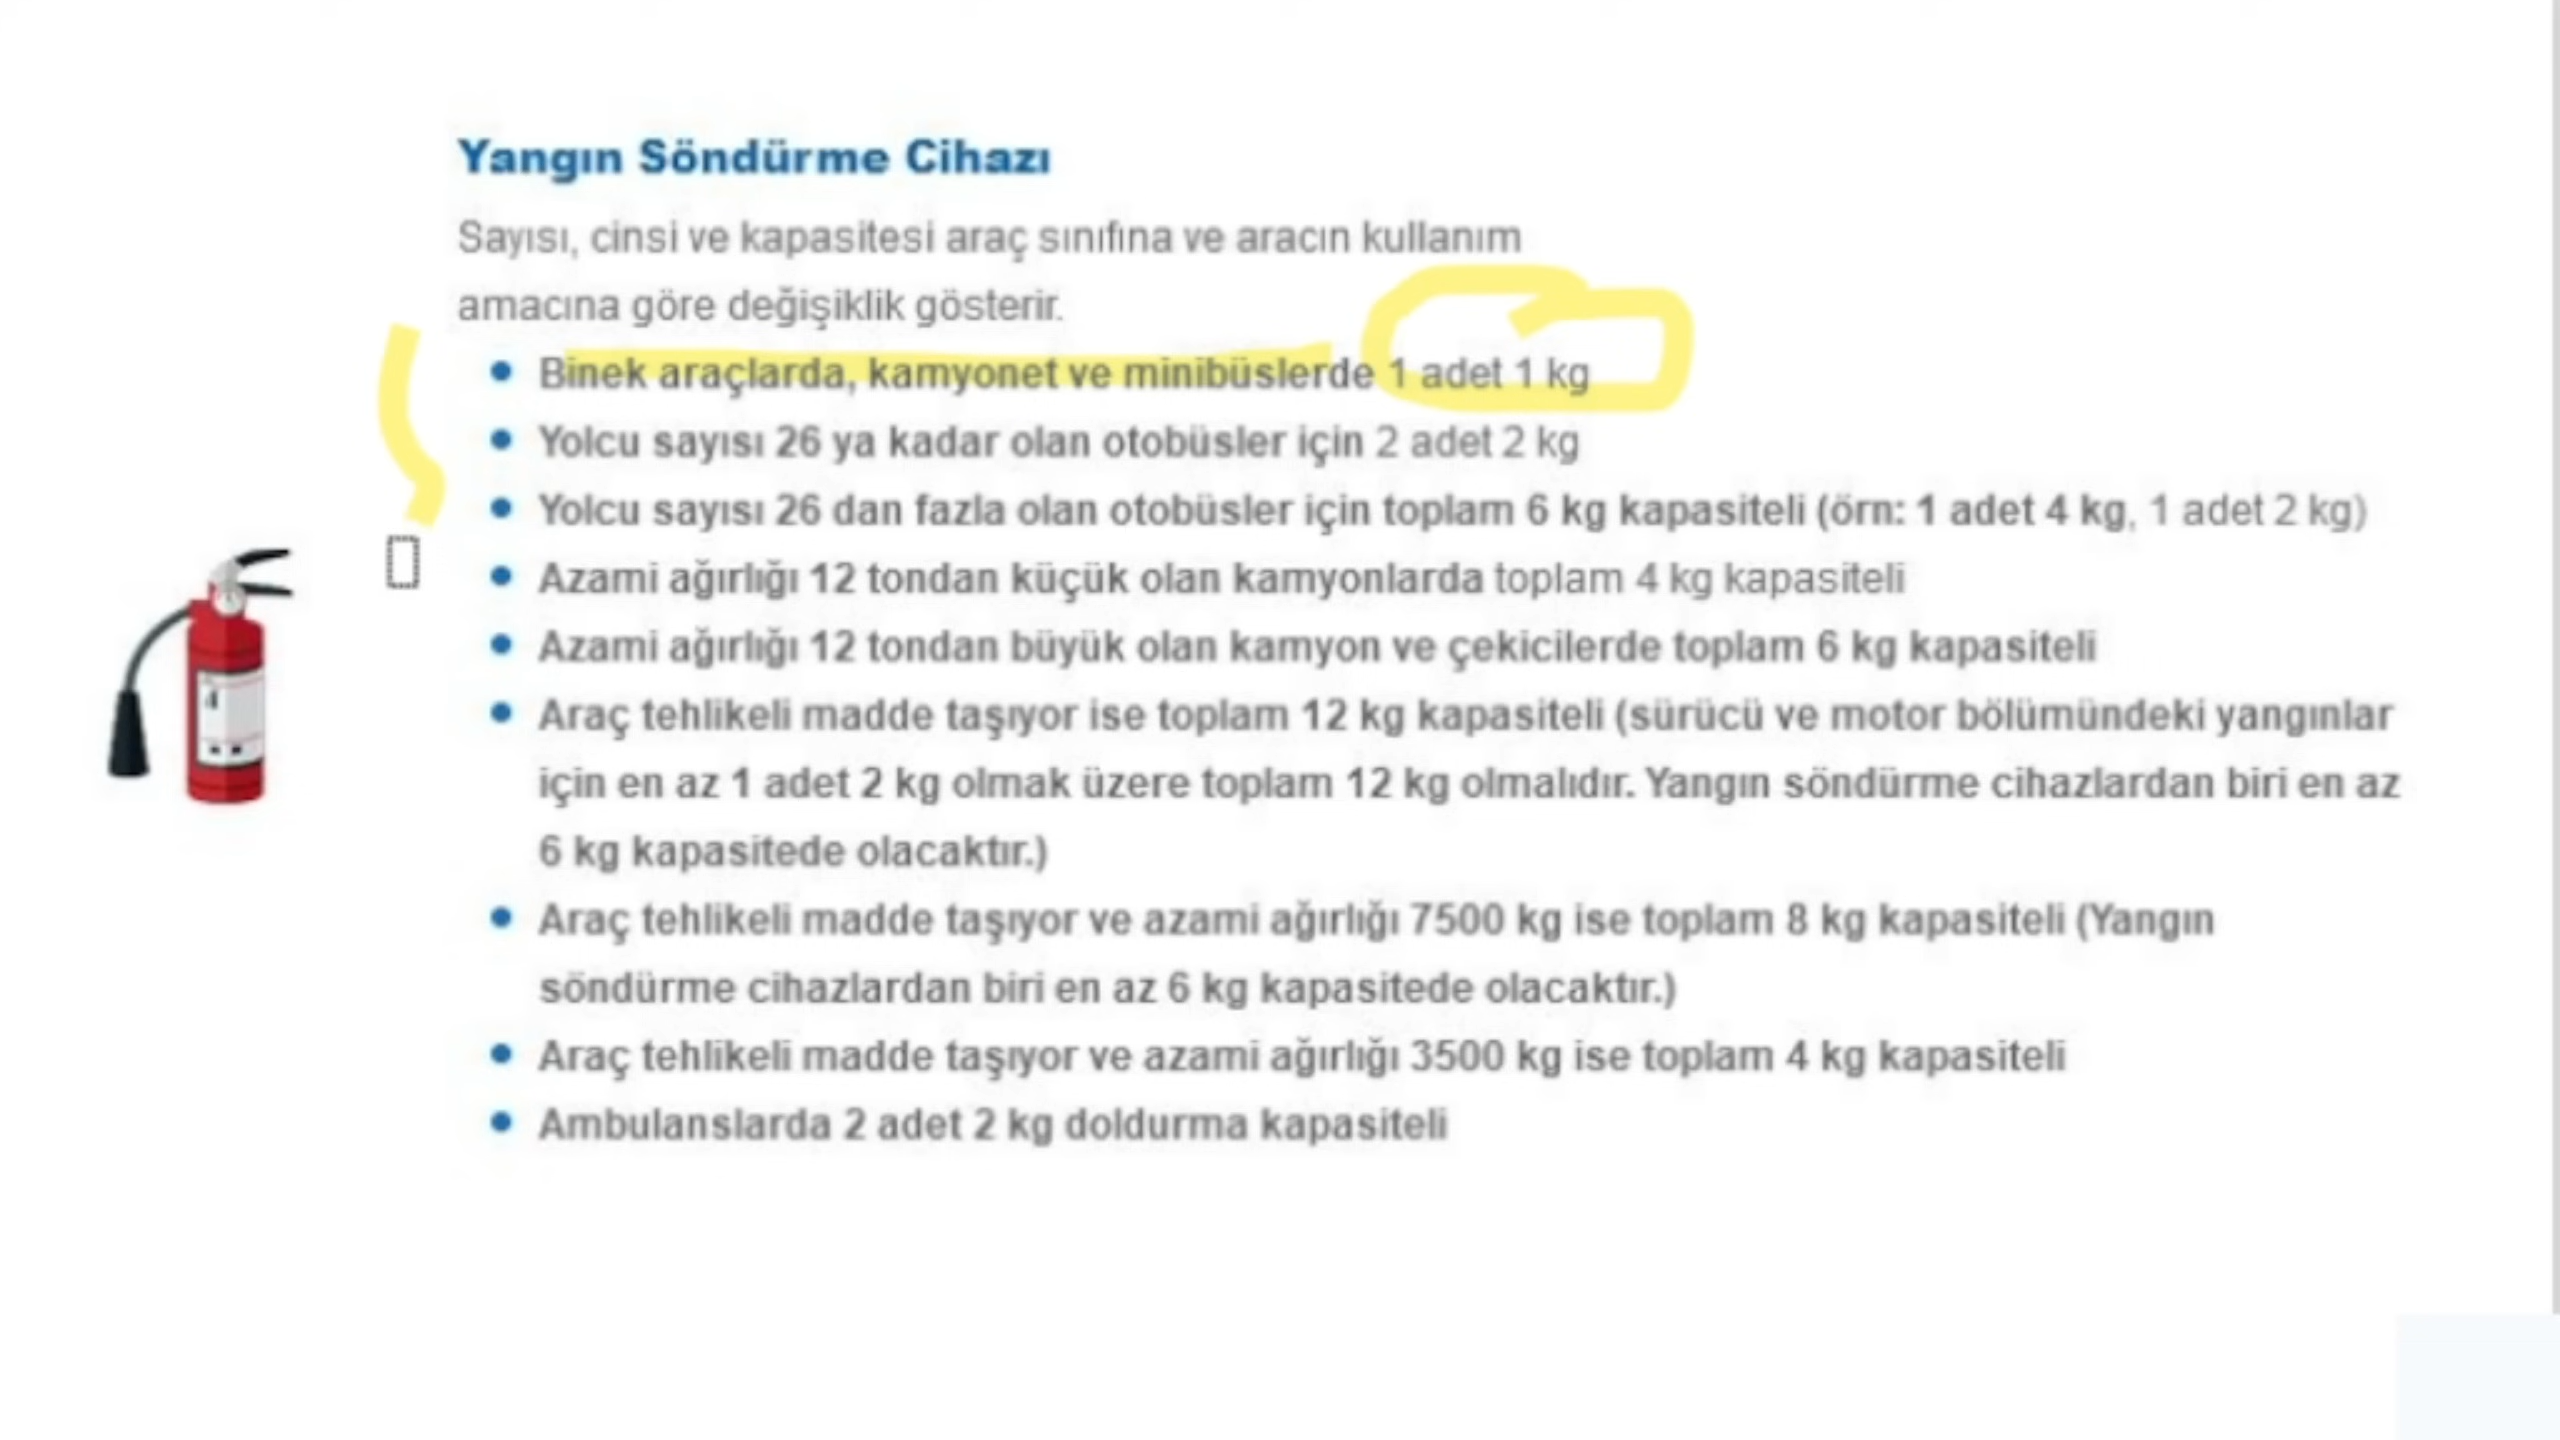 Yangın Söndürme Cihazı
Sayısı, cinsi ve kapasitesi araç sınıfına ve aracın kullanım
amacına göre değişiklik gösterir.
Binek araçlarda, kamyonet ve minibüslerde 1 adet 1 kg
Yolcu sayısı 26 ya kadar olan otobüsler için 2 adet 2 kg
Yolcu sayısı 26 dan fazla olan otobüsler için toplam 6 kg kapasiteli (örn: 1 adet 4 kg, 1 adet 2 kg)
Azami ağırlığı 12 tondan küçük olan kamyonlarda toplam 4 kg kapasiteli
Azami ağırlığı 12 tondan büyük olan kamyon ve çekicilerde toplam 6 kg kapasiteli
Araç tehlikeli madde taşıyor ise toplam 12 kg kapasiteli (sürücü ve motor bölümündeki yangınlar
için en az 1 adet 2 kg olmak üzere toplam 12 kg olmalıdır. Yangın söndürme cihazlardan biri en az
6 kg kapasitede olacaktır.)
Araç tehlikeli madde taşıyor ve azami ağırlığı 7500 kg ise toplam 8 kg kapasiteli (Yangın
söndürme cihazlardan biri en az 6 kg kapasitede olacaktır.)
Araç tehlikeli madde taşıyor ve azami ağırlığı 3500 kg ise toplam 4 kg kapasiteli
Ambulanslarda 2 adet 2 kg doldurma kapasiteli